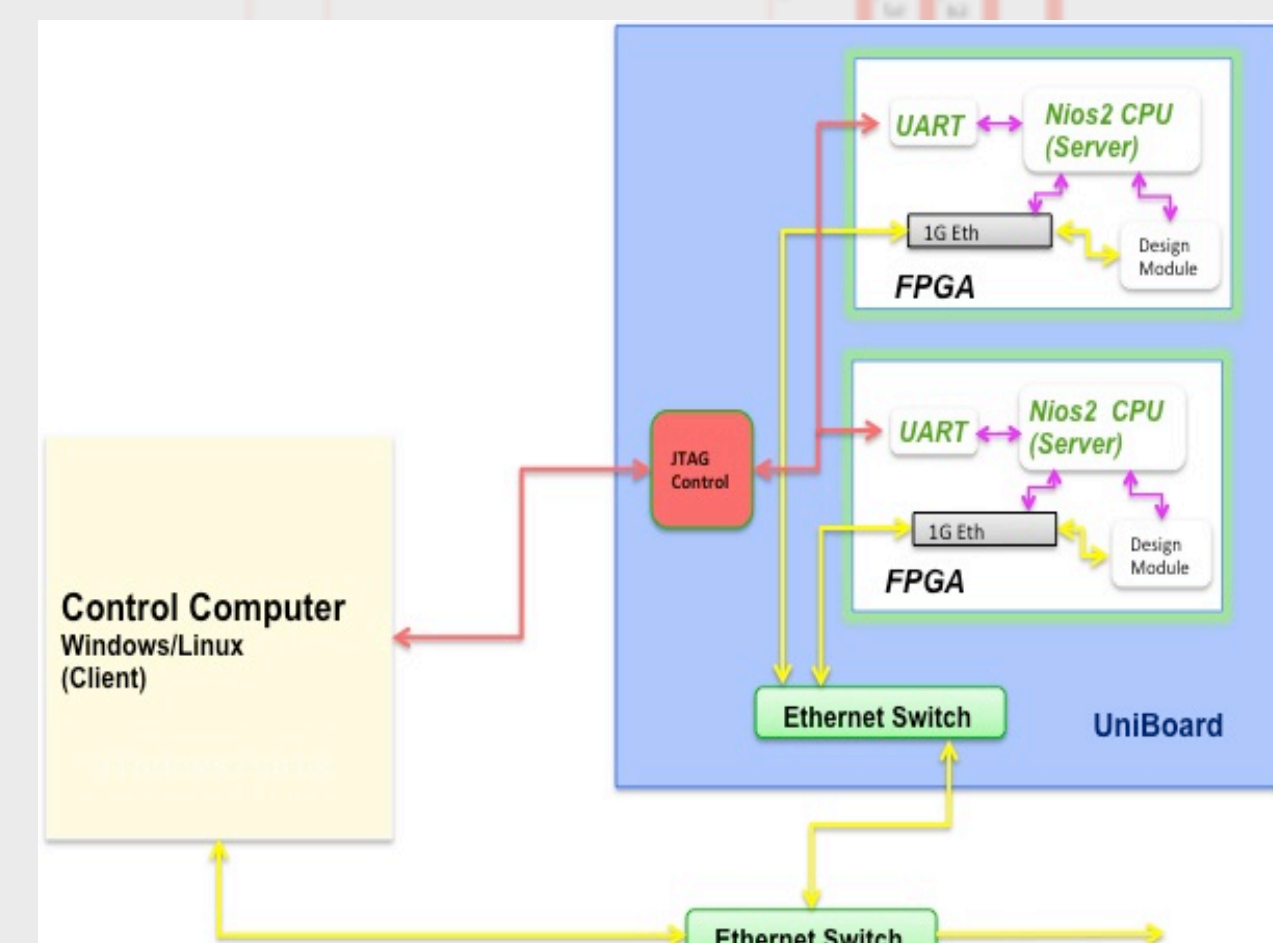 UART
Nios2 CPU
(Server)
1G Eth
Design
Module
FPGA
UART
Nios2 CPU
(Server)
JTAG
Control
1G Eth
Design
Module
FPGA
Control Computer
Windows/Linux
(Client)
Ethernet Switch
UniBoard
Ethernet Switch